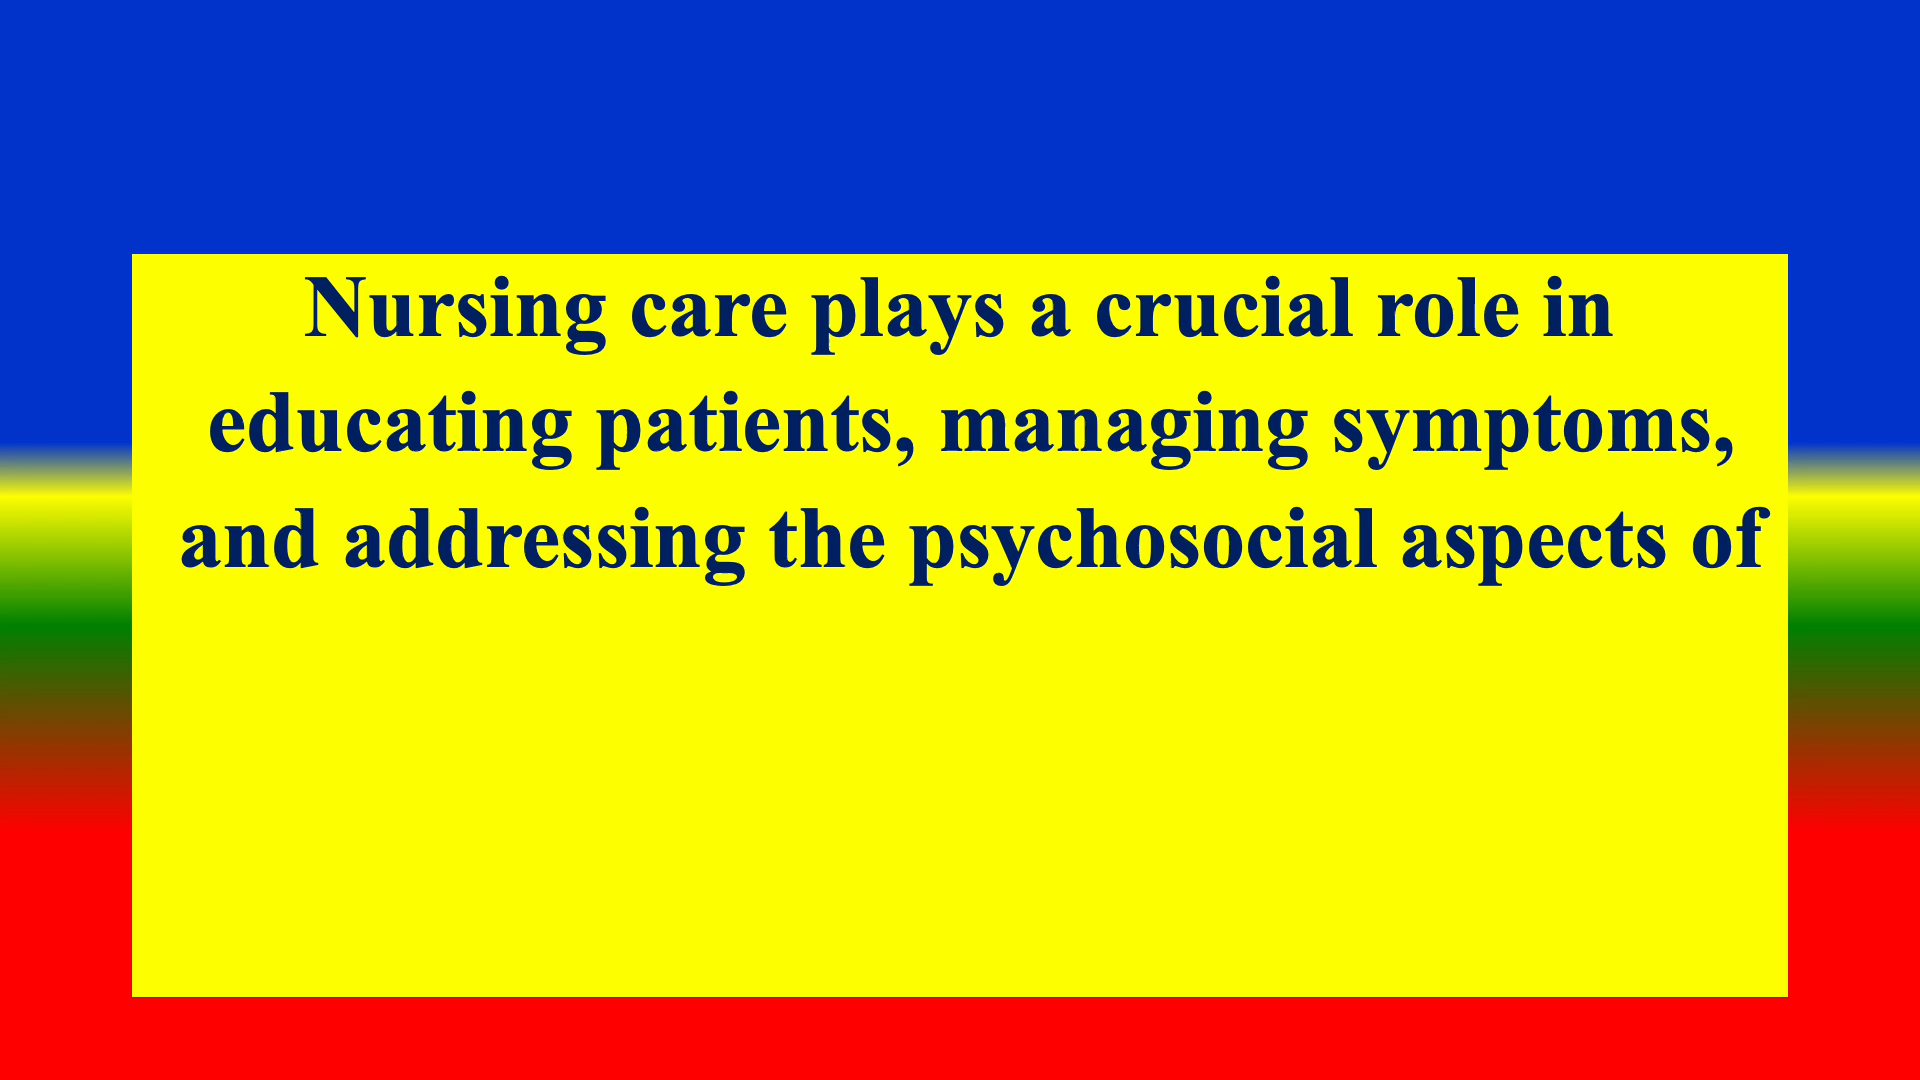 Nursing care plays a crucial role in
educating patients, managing symptoms,
and addressing the psychosocial aspects of